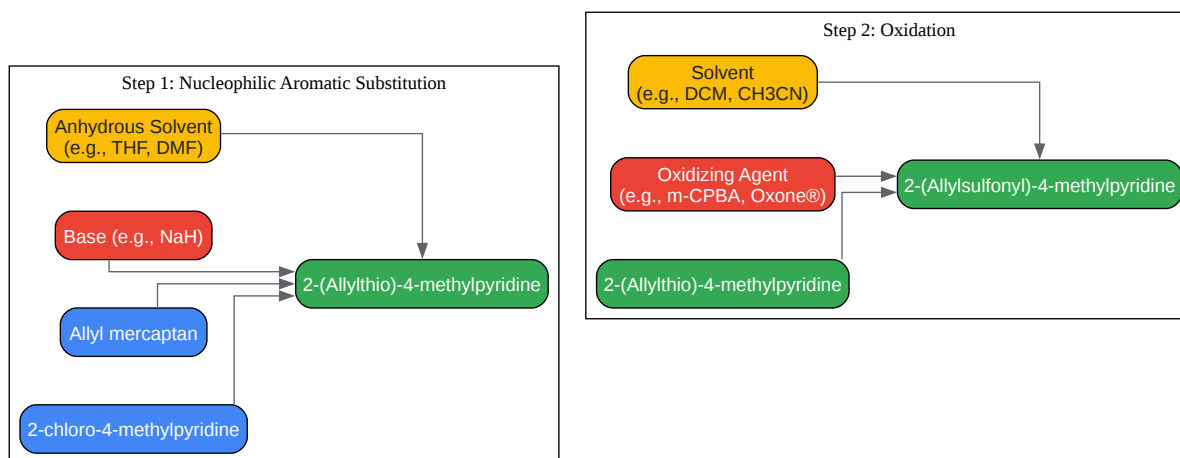 Step 1: Nucleophilic Aromatic Substitution
Anhydrous Solvent
(e.g., THF, DMF)
Base (e.g., NaH)
2-(Allylthio)-4-methylpyridine
Allyl mercaptan
2-chloro-4-methylpyridine
Step 2: Oxidation
Solvent
(e.g., DCM, CH3CN)
Oxidizing Agent
(e.g., m-CPBA, Oxone®)
2-(Allylsulfonyl)-4-methylpyridine
2-(Allylthio)-4-methylpyridine